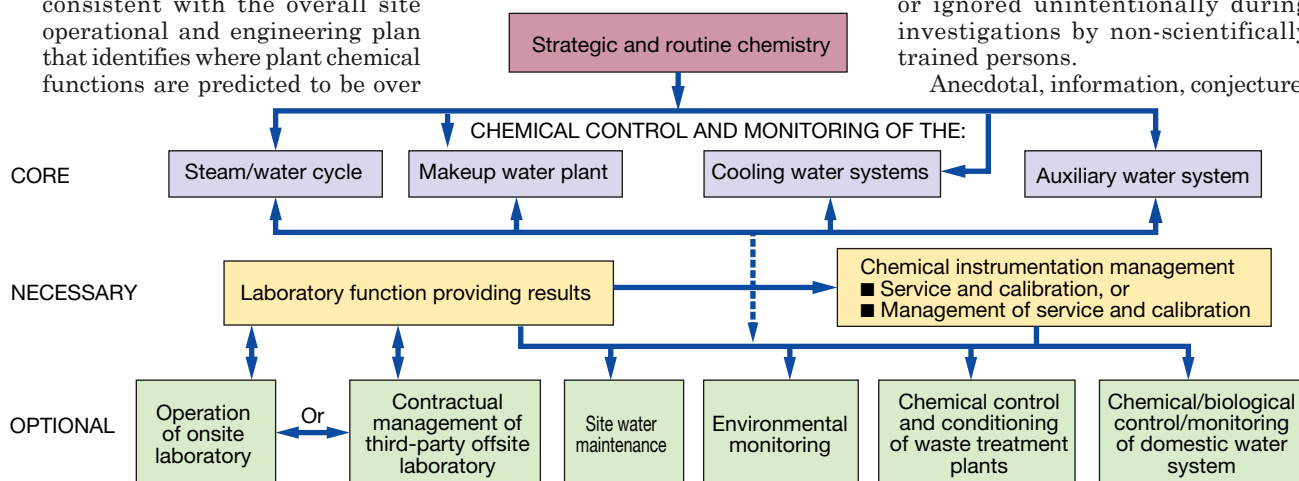 consistent with the overall site
operational and engineering plan
that identifies where plant chemical
functions are predicted to be over
or ignored unintentionally during
investigations by non-scientifically
trained persons.
Anecdotal, information, conjecture
Strategic and routine chemistry
CHEMICAL CONTROL AND MONITORING OF THE:
CORE
Steam/water cycle
Makeup water plant
Cooling water systems
Auxiliary water system
NECESSARY
Laboratory function providing results
Chemical instrumentation management
■ Service and calibration, or
■ Management of service and calibration
OPTIONAL
Operation
of onsite
laboratory
Or
Contractual
management of
third-party offsite
laboratory
Site water
maintenance
Environmental
monitoring
Chemical control
and conditioning
of waste treatment
plants
Chemical/biological
control/monitoring
of domestic water
system